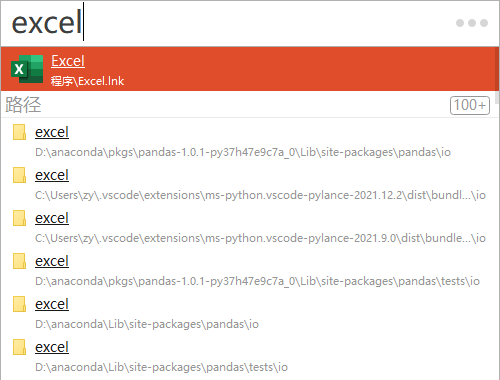 excel
Excel
程序\Excel.lnk
路径 100+
excel
D:\anaconda\pkgs\pandas-1.0.1-py37h47e9c7a_0\Lib\site-packages\pandas\io
excel
C:\Users\zy\.vscode\extensions\ms-python.vscode-pylance-2021.12.2\dist\bundl...\io
excel
C:\Users\zy\.vscode\extensions\ms-python.vscode-pylance-2021.9.0\dist\bundle...\io
excel
D:\anaconda\pkgs\pandas-1.0.1-py37h47e9c7a_0\Lib\site-packages\pandas\tests\io
excel
D:\anaconda\Lib\site-packages\pandas\io
excel
D:\anaconda\Lib\site-packages\pandas\tests\io